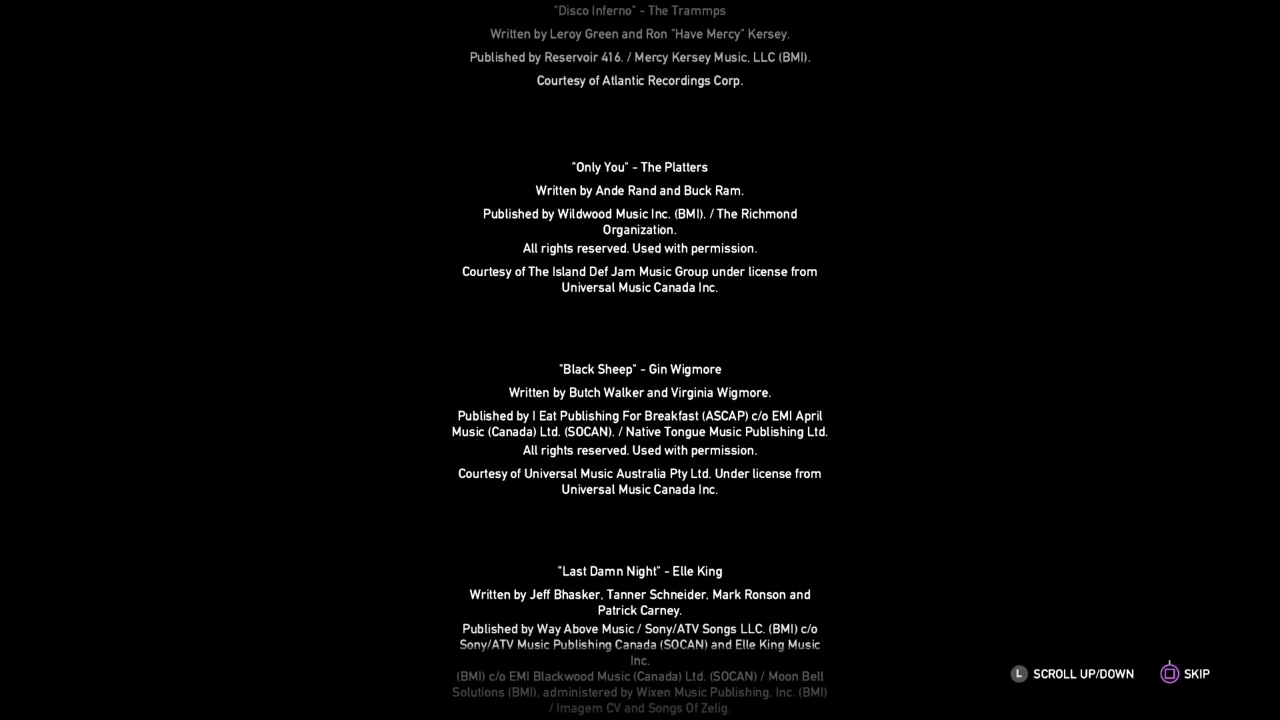 "Disco Inferno" - The Trammps
Written by Leroy Green and Ron "Have Mercy" Kersey.
Published by Reservoir 416. / Mercy Kersey Music, LLC (BMI).
Courtesy of Atlantic Recordings Corp.
"Only You" - The Platters
Written by Ande Rand and Buck Ram.
Published by Wildwood Music Inc. (BMI). / The Richmond
Organization.
All rights reserved. Used with permission.
Courtesy of The Island Def Jam Music Group under license from
Universal Music Canada Inc.
"Black Sheep" - Gin Wigmore
Written by Butch Walker and Virginia Wigmore.
Published by I Eat Publishing For Breakfast (ASCAP) c/o EMI April
Music (Canada) Ltd. (SOCAN). / Native Tongue Music Publishing Ltd.
All rights reserved. Used with permission.
Courtesy of Universal Music Australia Pty Ltd. Under license from
Universal Music Canada Inc.
"Last Damn Night" - Elle King
Written by Jeff Bhasker, Tanner Schneider, Mark Ronson and
Patrick Carney.
Published by Way Above Music / Sony/ATV Songs LLC. (BMI) c/o
Sony/ATV Music Publishing Canada (SOCAN) and Elle King Music
Inc.
(BMI) c/o EMI Blackwood Music (Canada) Ltd. (SOCAN) / Moon Bell
Solutions (BMI), administered by Wixen Music Publishing, Inc. (BMI)
/ Imagem CV and Songs Of Zelig.
L SCROLL UP/DOWN SKIP